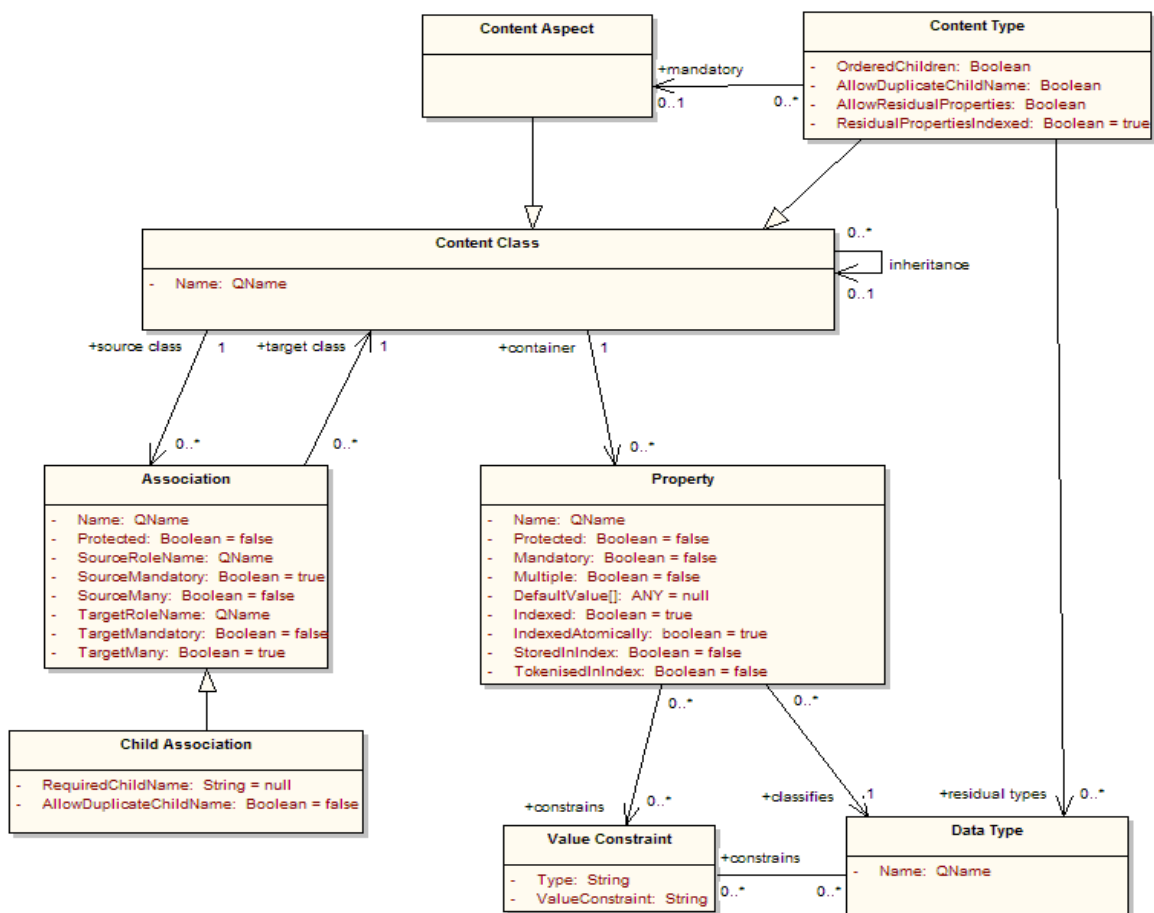 Content Aspect
Content Type
- OrderedChildren: Boolean
- AllowDuplicateChildName: Boolean
- AllowResidualProperties: Boolean
- ResidualPropertiesIndexed: Boolean = true
+mandatory
0..1
0..*
Content Class
- Name: QName
0..*
inheritance
0..1
+source class
1
+target class
1
+container
1
0..*
0..*
0..*
Association
- Name: QName
- Protected: Boolean = false
- SourceRoleName: QName
- SourceMandatory: Boolean = true
- SourceMany: Boolean = false
- TargetRoleName: QName
- TargetMandatory: Boolean = false
- TargetMany: Boolean = true
Property
- Name: QName
- Protected: Boolean = false
- Mandatory: Boolean = false
- Multiple: Boolean = false
- DefaultValue[]: ANY = null
- Indexed: Boolean = true
- IndexedAtomically: boolean = true
- StoredInIndex: Boolean = false
- TokenisedInIndex: Boolean = false
0..*
0..*
Child Association
- RequiredChildName: String = null
- AllowDuplicateChildName: Boolean = false
+constrains
0..*
+classifies
.1
+residual types
0..*
Value Constraint
- Type: String
- ValueConstraint: String
+constrains
0..*
0..*
Data Type
- Name: QName